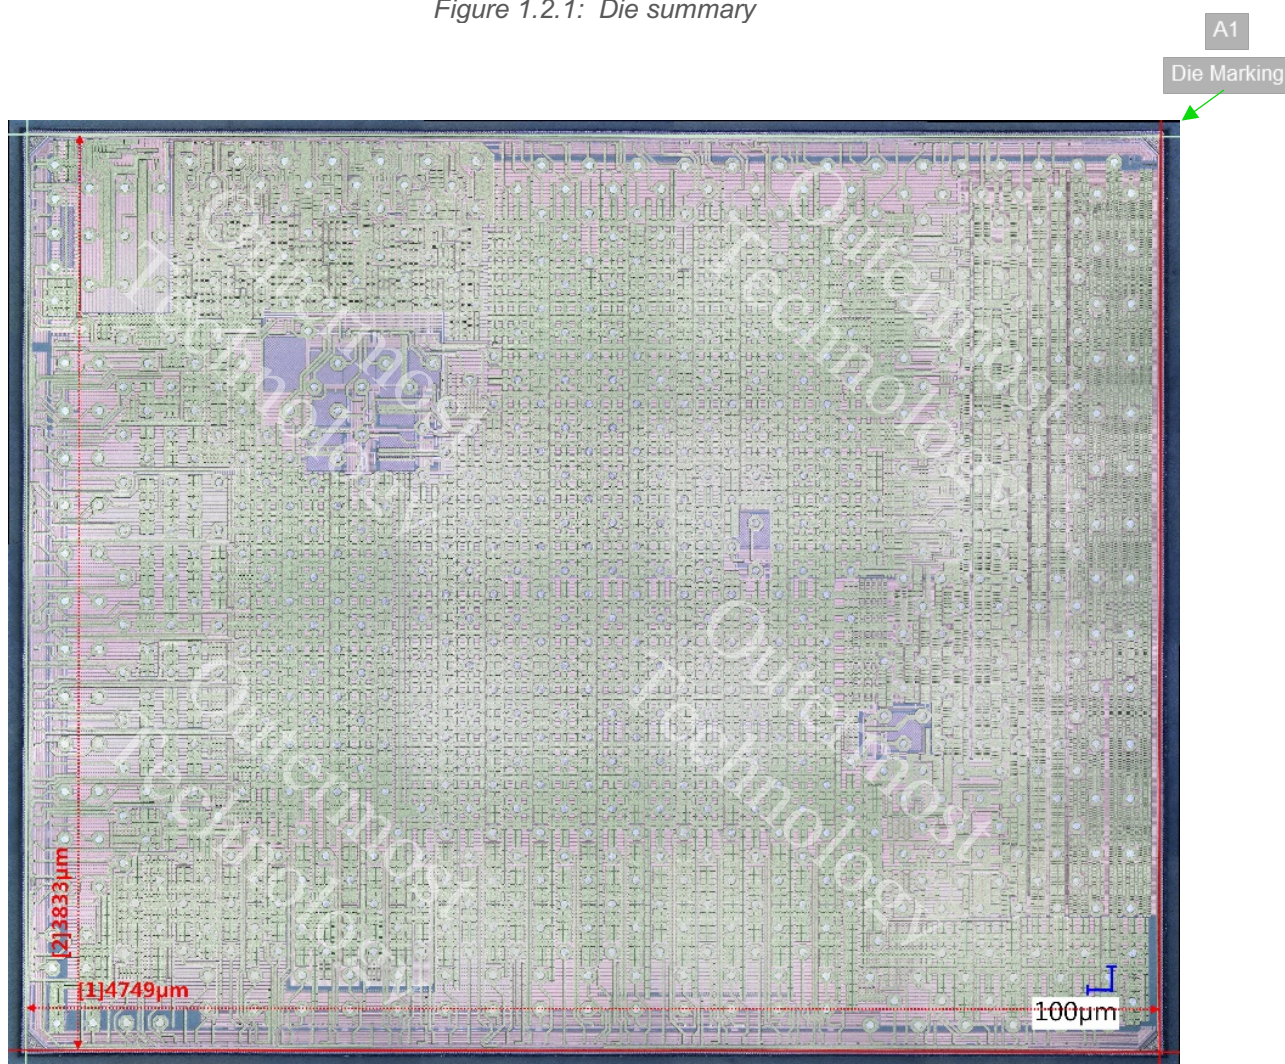 Figure 1.2.1: Die summary
A1
Die Marking
Outermost
Technology
Outermost
Technology
Outermost
Technology
Outermost
Technology
[2]3833μm
[1]4749μm
100μm